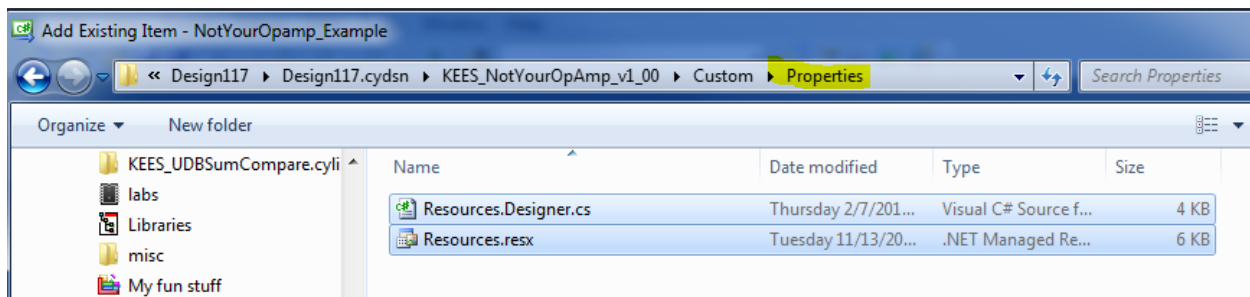 Add Existing Item - NotYourOpamp_Example
« Design117 ▸ Design117.cydsn ▸ KEES_NotYourOpAmp_v1_00 ▸ Custom ▸ Properties Search Properties
Organize ▾ New folder
KEES_UDBSumCompare.cyli Name Date modified Type Size
labs Resources.Designer.cs Thursday 2/7/201... Visual C# Source f... 4 KB
Libraries Resources.resx Tuesday 11/13/20... .NET Managed Re... 6 KB
misc
My fun stuff